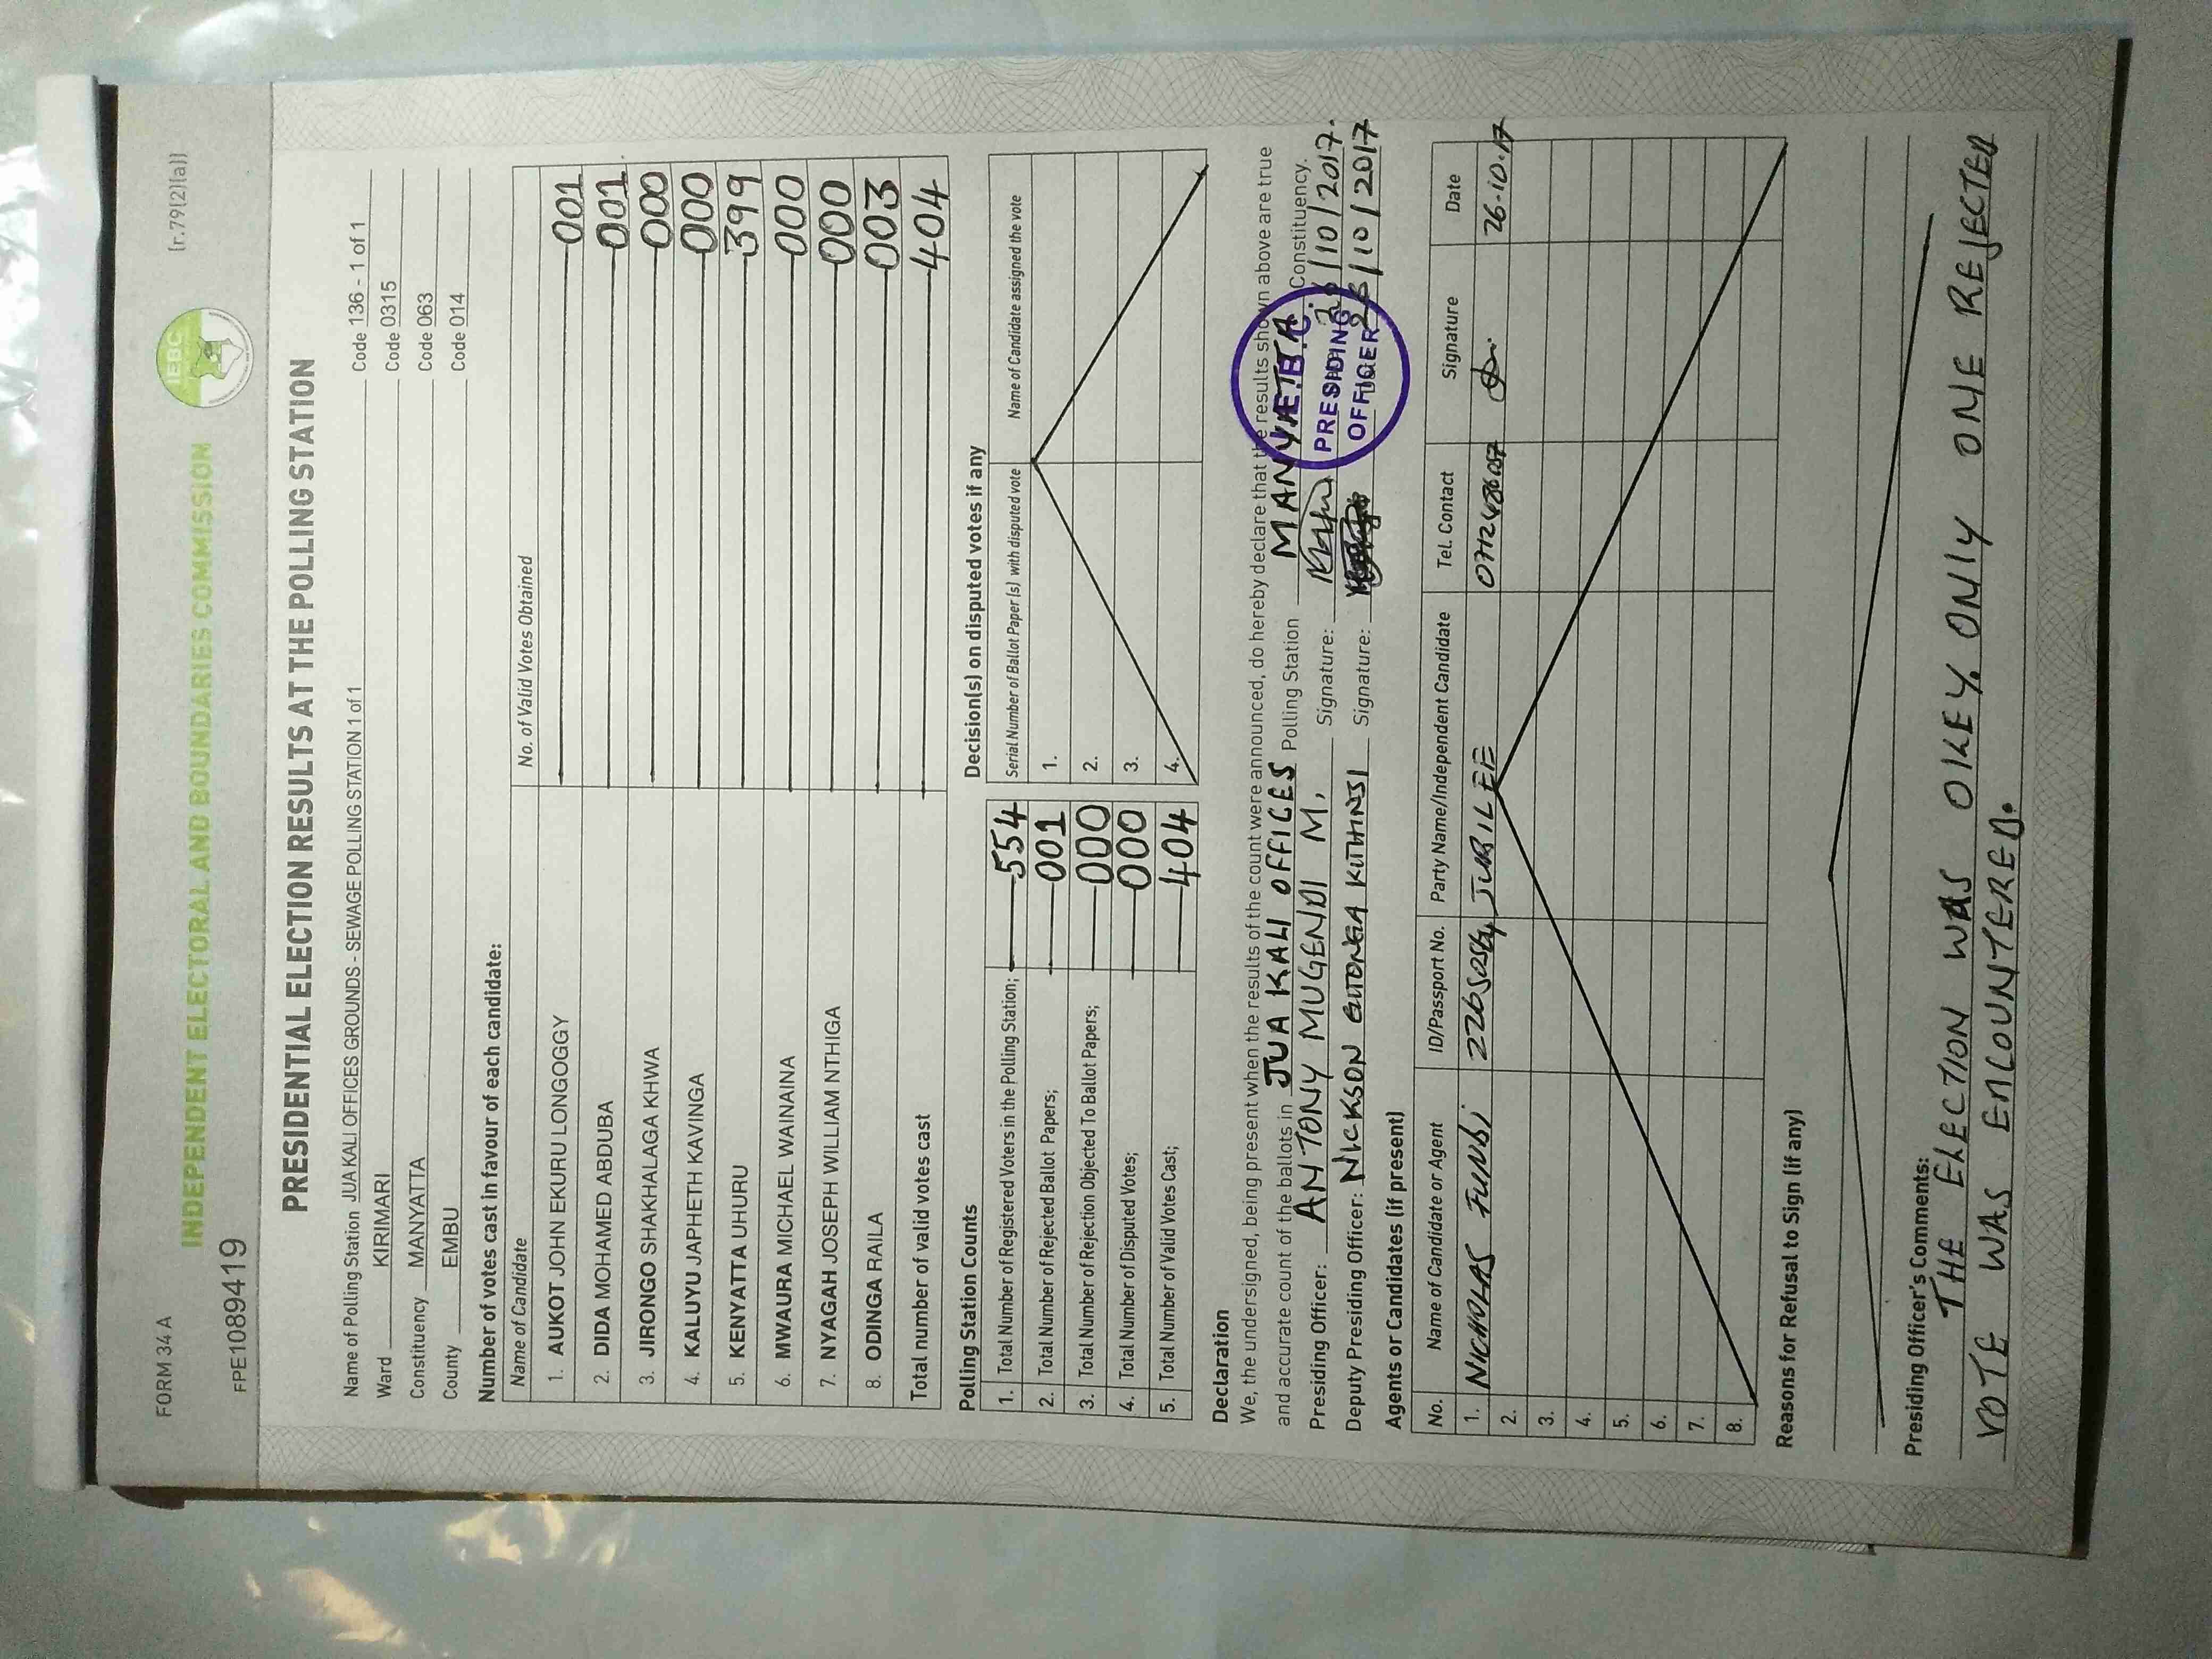 FORM 34 A
[r.79(2)(a)]
IEBC
INDEPENDENT ELECTORAL AND BOUNDARIES COMMISSION
FPE1089419
PRESIDENTIAL ELECTION RESULTS AT THE POLLING STATION
Name of Polling Station JUA KALI OFFICES GROUNDS - SEWAGE POLLING STATION 1 of 1 Code 136 - 1 of 1
Ward KIRIMARI Code 0315
Constituency MANYATTA Code 063
County EMBU Code 014
Number of votes cast in favour of each candidate:
Name of Candidate No. of Valid Votes Obtained
1. AUKOT JOHN EKURU LONGOGGY 001
2. DIDA MOHAMED ABDUBA 001
3. JIRONGO SHAKHALAGA KHWA 000
4. KALUYU JAPHETH KAVINGA 000
5. KENYATTA UHURU 399
6. MWAURA MICHAEL WAINAINA 000
7. NYAGAH JOSEPH WILLIAM NTHIGA 000
8. ODINGA RAILA 003
Total number of valid votes cast 404
Polling Station Counts
1. Total Number of Registered Voters in the Polling Station; 554
2. Total Number of Rejected Ballot Papers; 001
3. Total Number of Rejection Objected To Ballot Papers; 000
4. Total Number of Disputed Votes; 000
5. Total Number of Valid Votes Cast; 404
Decision(s) on disputed votes if any
Serial Number of Ballot Paper (s) with disputed vote Name of Candidate assigned the vote
1.
2.
3.
4.
Declaration
We, the undersigned, being present when the results of the count were announced, do hereby declare that the results shown above are true
and accurate count of the ballots in JUA KALI OFFICES Polling Station MANYATTA Constituency.
Presiding Officer: ANTONY MUGENDI M. Signature: 26/10/2017.
Deputy Presiding Officer: NICKSON GITONGA KITHINJI Signature: 26/10/2017
I.E.B.C.
PRESIDING
OFFICER
Agents or Candidates (if present)
No. Name of Candidate or Agent ID/Passport No. Party Name/Independent Candidate Tel. Contact Signature Date
1. NICHOLAS FUNDI JUBILEE 26.10.17
2.
3.
4.
5.
6.
7.
8.
Reasons for Refusal to Sign (if any)
Presiding Officer's Comments:
THE ELECTION WAS OKEY. ONLY ONE REJECTED
VOTE WAS ENCOUNTERED.